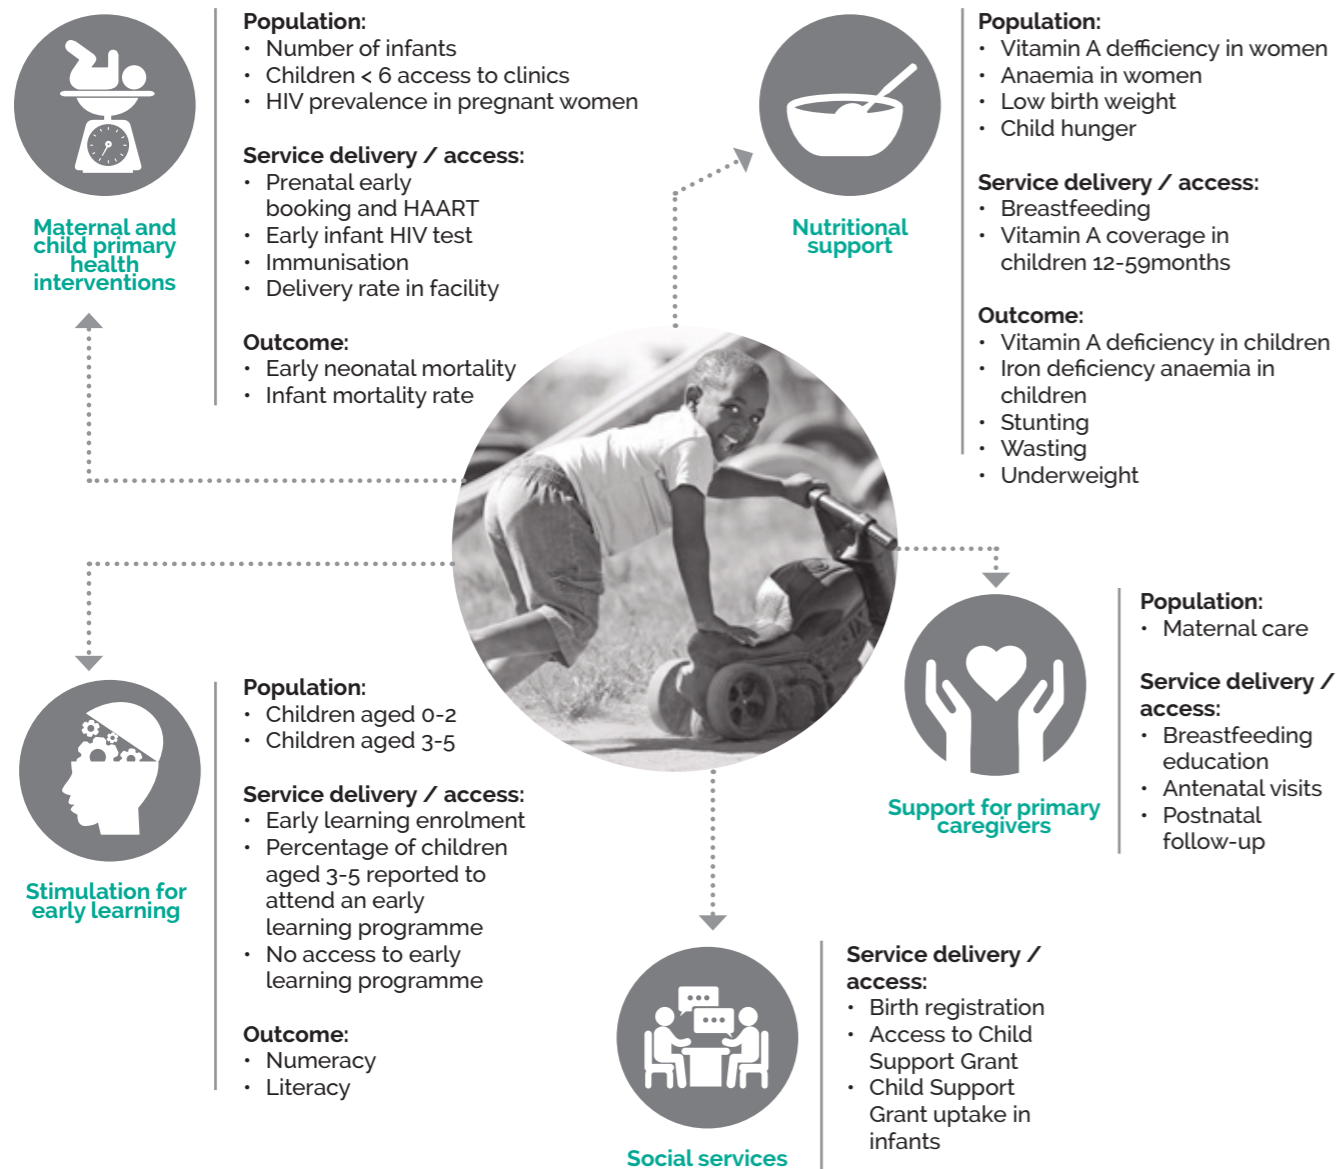 Population:
• Number of infants
• Children < 6 access to clinics
• HIV prevalence in pregnant women
Service delivery / access:
• Prenatal early
booking and HAART
• Early infant HIV test
• Immunisation
• Delivery rate in facility
Outcome:
• Early neonatal mortality
• Infant mortality rate
Maternal and
child primary
health
interventions
Population:
• Vitamin A defficiency in women
• Anaemia in women
• Low birth weight
• Child hunger
Service delivery / access:
• Breastfeeding
• Vitamin A coverage in
children 12-59months
Outcome:
• Vitamin A deficiency in children
• Iron deficiency anaemia in
children
• Stunting
• Wasting
• Underweight
Nutritional
support
Population:
• Maternal care
Service delivery /
access:
• Breastfeeding
education
• Antenatal visits
• Postnatal
follow-up
Support for primary
caregivers
Population:
• Children aged 0-2
• Children aged 3-5
Service delivery / access:
• Early learning enrolment
• Percentage of children
aged 3-5 reported to
attend an early
learning programme
• No access to early
learning programme
Outcome:
• Numeracy
• Literacy
Stimulation for
early learning
Service delivery /
access:
• Birth registration
• Access to Child
Support Grant
• Child Support
Grant uptake in
infants
Social services